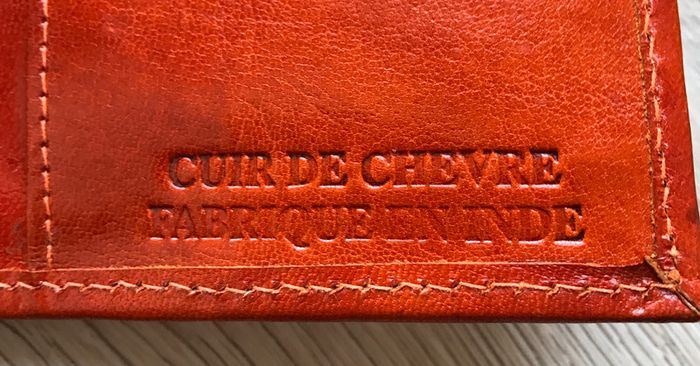 CUIR DE CHEVRE
FABRIQUE EN INDE